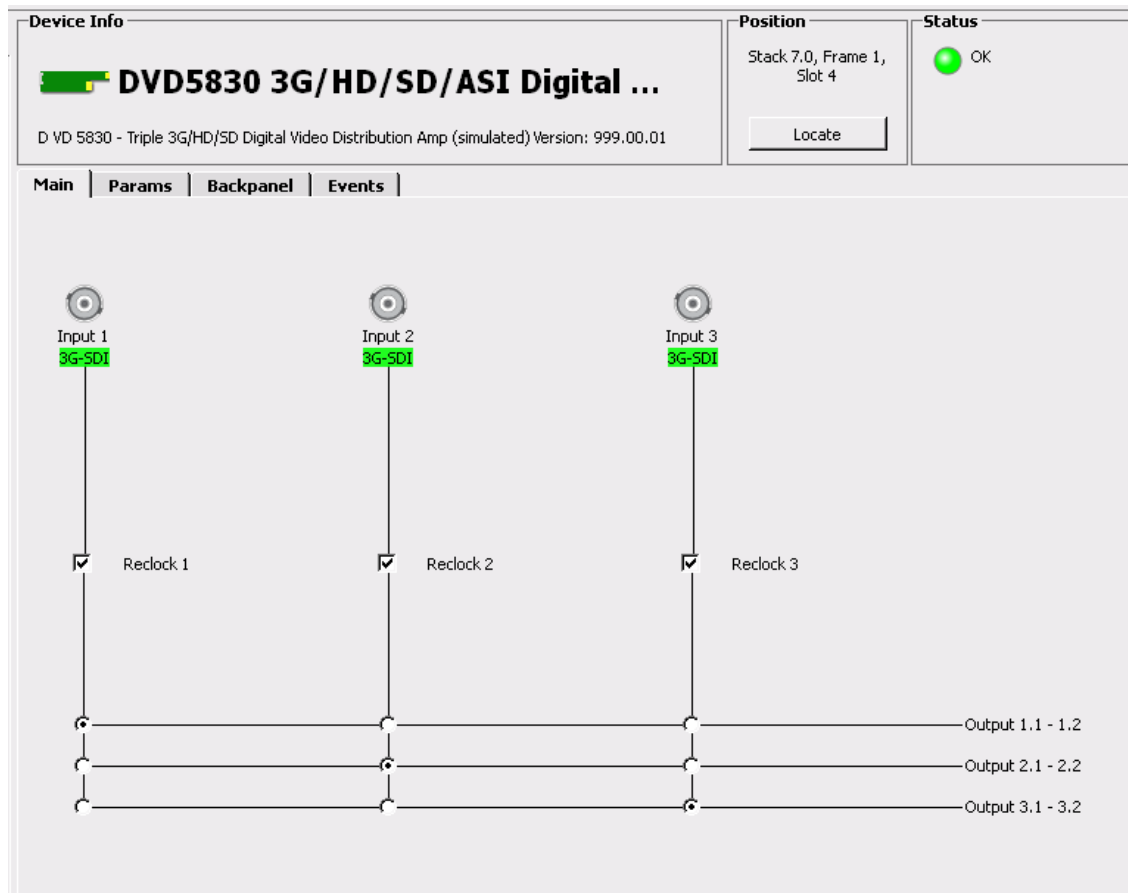 Device Info
DVD5830 3G/HD/SD/ASI Digital ...
D VD 5830 - Triple 3G/HD/SD Digital Video Distribution Amp (simulated) Version: 999.00.01
Position
Stack 7.0, Frame 1,
Slot 4
Locate
Status
OK
Main
Params
Backpanel
Events
Input 1
3G-SDI
Input 2
3G-SDI
Input 3
3G-SDI
Reclock 1
Reclock 2
Reclock 3
Output 1.1 - 1.2
Output 2.1 - 2.2
Output 3.1 - 3.2